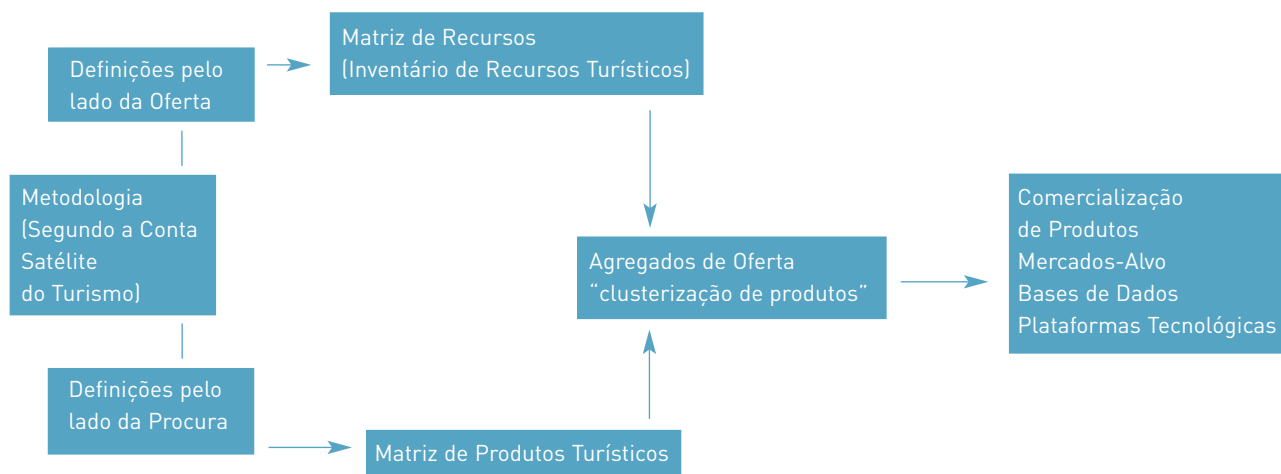 Definições pelo
lado da Oferta
Matriz de Recursos
(Inventário de Recursos Turísticos)
Metodologia
(Segundo a Conta
Satélite
do Turismo)
Agregados de Oferta
“clusterização de produtos”
Comercialização
de Produtos
Mercados-Alvo
Bases de Dados
Plataformas Tecnológicas
Definições pelo
lado da Procura
Matriz de Produtos Turísticos